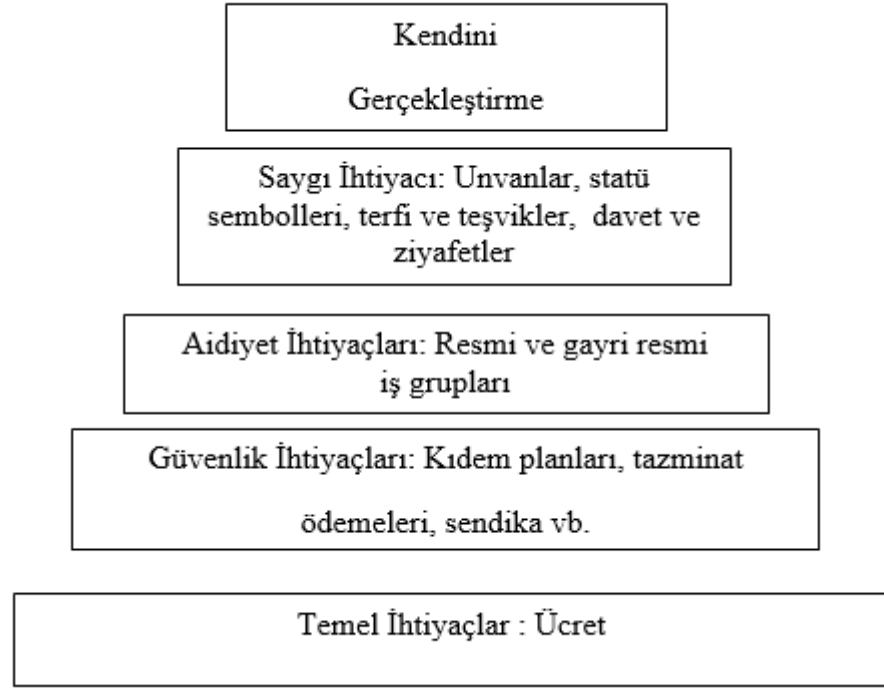 Kendini
Gerçekleştirme
Saygı İhtiyacı: Unvanlar, statü
sembolleri, terfi ve teşvikler, davet ve
ziyafetler
Aidiyet İhtiyaçları: Resmi ve gayri resmi
iş grupları
Güvenlik İhtiyaçları: Kıdem planları, tazminat
ödemeleri, sendika vb.
Temel İhtiyaçlar : Ücret